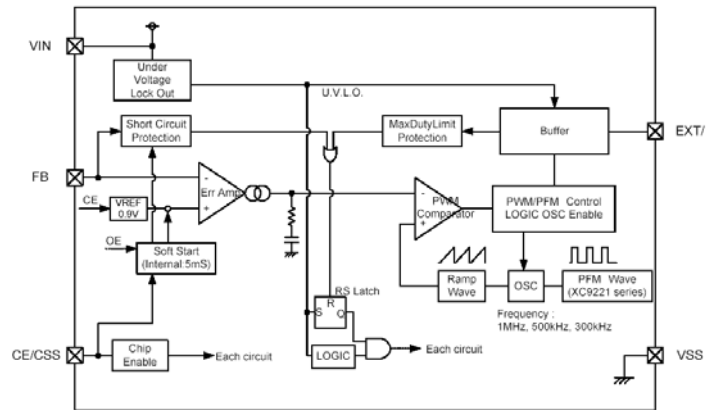 VIN
Under
Voltage
Lock Out
U.V.L.O.
Short Circuit
Protection
MaxDutyLimit
Protection
Buffer
EXT/
FB
-
Err Amp
+
CE
VREF
0.9V
OE
Soft Start
(Internal:5mS)
-
PWM
Comparator
+
PWM/PFM Control
LOGIC OSC Enable
Ramp
Wave
OSC
PFM Wave
(XC9221 series)
Frequency :
1MHz, 500kHz, 300kHz
RS Latch
R
S
Q
CE/CSS
Chip
Enable
Each circuit
LOGIC
Each circuit
VSS